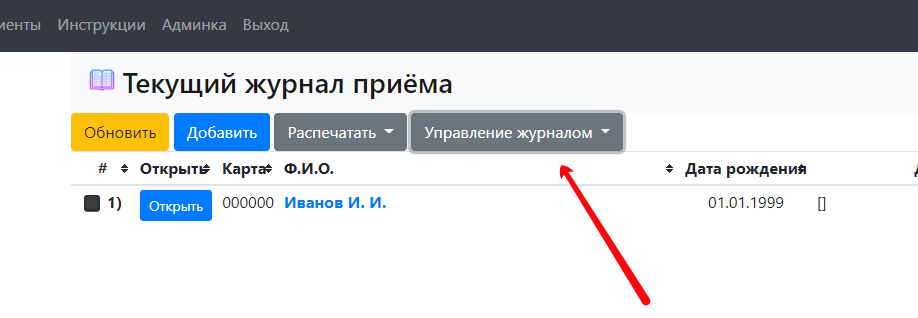 Инструкции Админка Выход
Текущий журнал приёма
Обновить Добавить Распечатать Управление журналом
# Открыть Карта Ф.И.О. Дата рождения
1) Открыть 000000 Иванов И. И. 01.01.1999 []